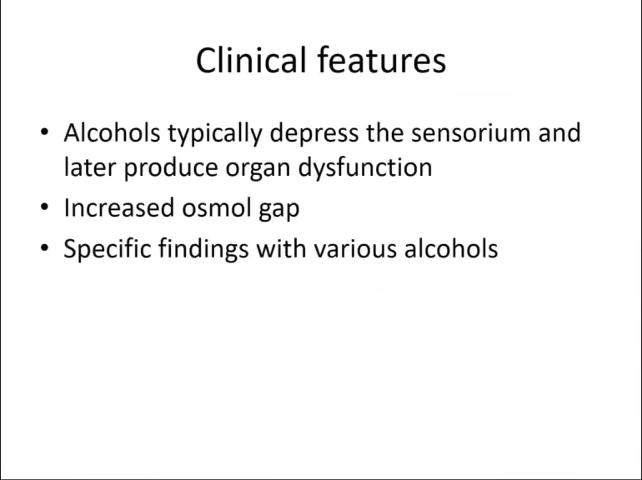 Clinical features
• Alcohols typically depress the sensorium and
later produce organ dysfunction
• Increased osmol gap
• Specific findings with various alcohols